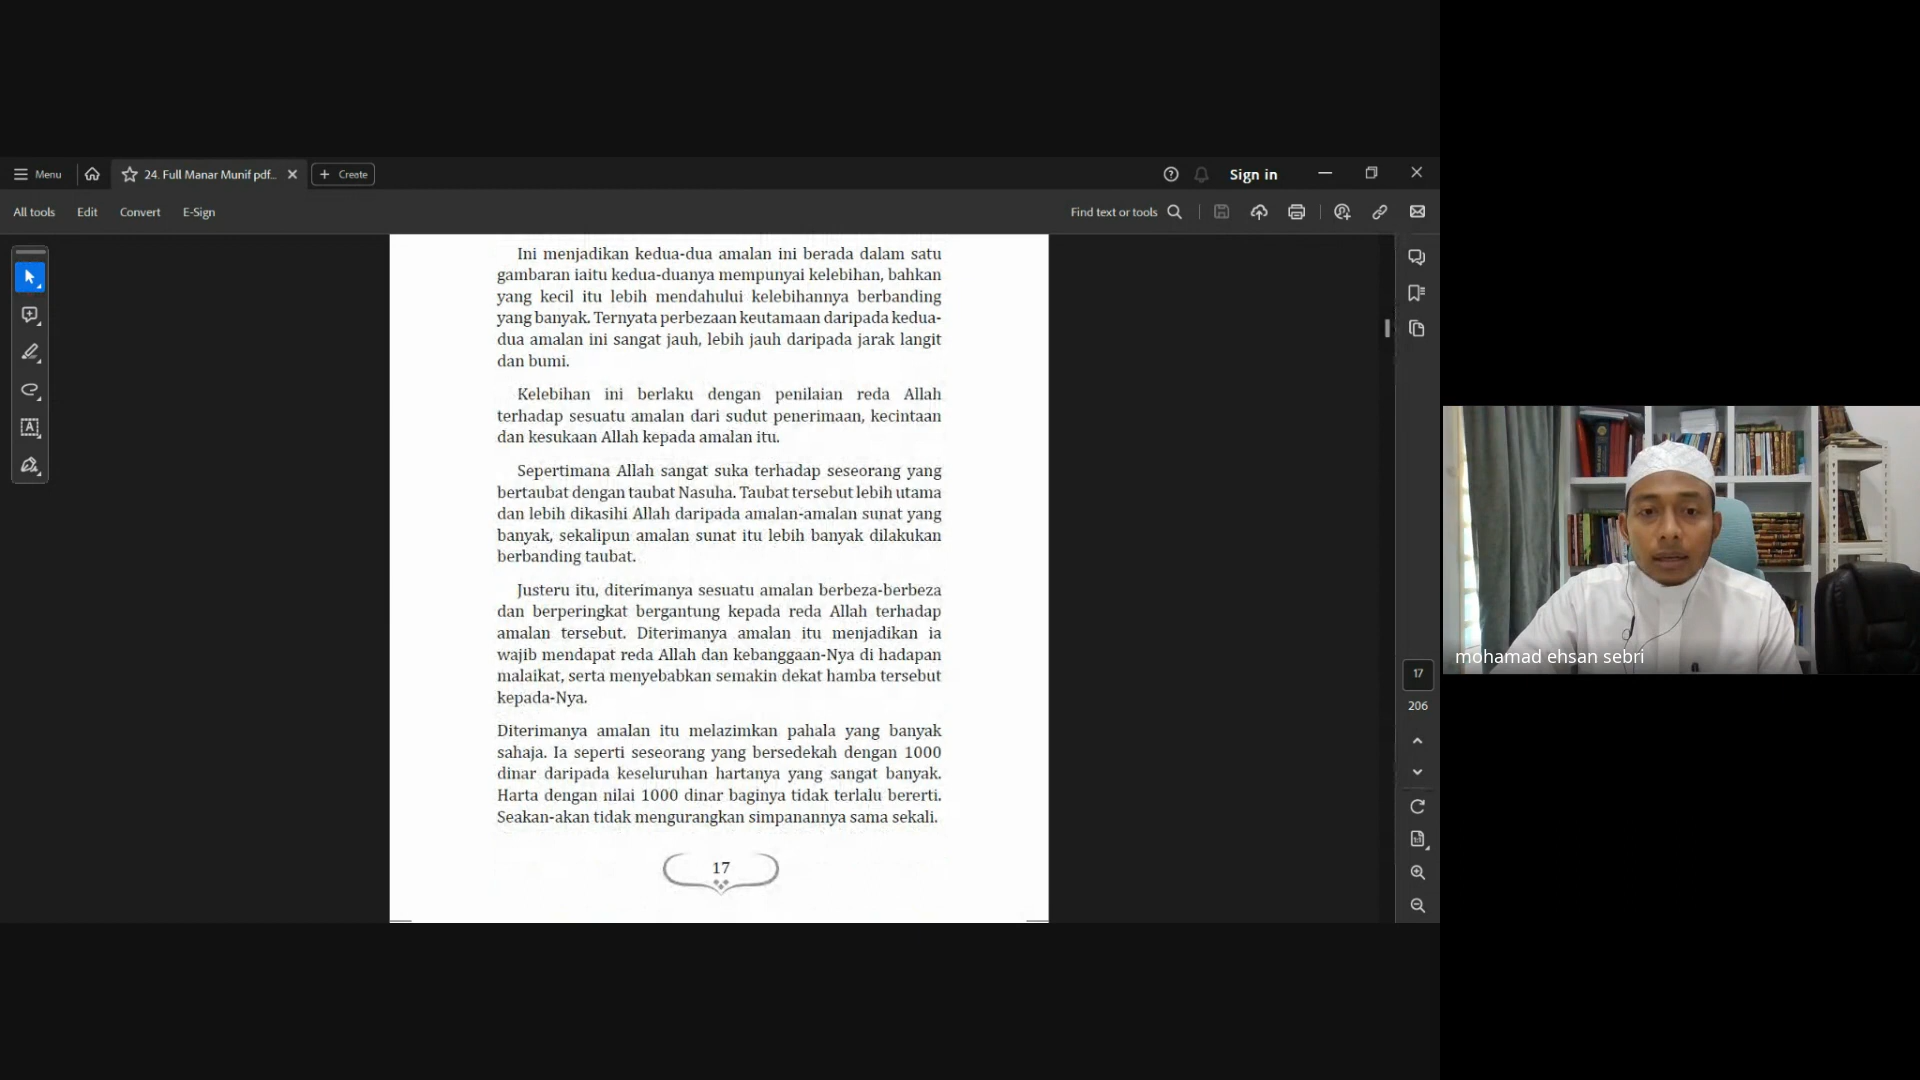 Menu
24. Full Manar Munif pdf...
Create
Sign in
All tools
Edit
Convert
E-Sign
Find text or tools
Ini menjadikan kedua-dua amalan ini berada dalam satu
gambaran iaitu kedua-duanya mempunyai kelebihan, bahkan
yang kecil itu lebih mendahului kelebihannya berbanding
yang banyak. Ternyata perbezaan keutamaan daripada kedua-
dua amalan ini sangat jauh, lebih jauh daripada jarak langit
dan bumi.
Kelebihan ini berlaku dengan penilaian reda Allah
terhadap sesuatu amalan dari sudut penerimaan, kecintaan
dan kesukaan Allah kepada amalan itu.
Sepertimana Allah sangat suka terhadap seseorang yang
bertaubat dengan taubat Nasuha. Taubat tersebut lebih utama
dan lebih dikasihi Allah daripada amalan-amalan sunat yang
banyak, sekalipun amalan sunat itu lebih banyak dilakukan
berbanding taubat.
Justeru itu, diterimanya sesuatu amalan berbeza-berbeza
dan berperingkat bergantung kepada reda Allah terhadap
amalan tersebut. Diterimanya amalan itu menjadikan ia
wajib mendapat reda Allah dan kebanggaan-Nya di hadapan
malaikat, serta menyebabkan semakin dekat hamba tersebut
kepada-Nya.
Diterimanya amalan itu melazimkan pahala yang banyak
sahaja. Ia seperti seseorang yang bersedekah dengan 1000
dinar daripada keseluruhan hartanya yang sangat banyak.
Harta dengan nilai 1000 dinar baginya tidak terlalu bererti.
Seakan-akan tidak mengurangkan simpanannya sama sekali.
17
17
206
mohamad ehsan sebri